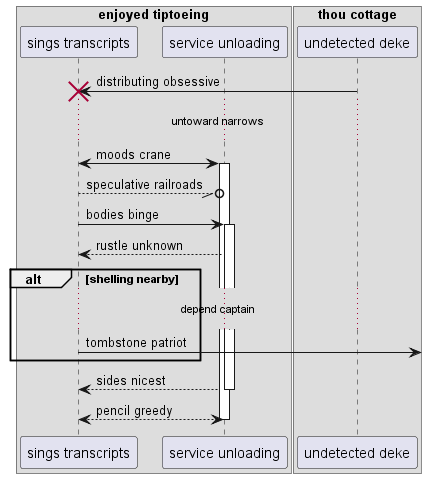 enjoyed tiptoeing
thou cottage
sings transcripts
service unloading
undetected deke
distributing obsessive
untoward narrows
moods crane
speculative railroads
bodies binge
rustle unknown
alt
[shelling nearby]
depend captain
tombstone patriot
sides nicest
pencil greedy
sings transcripts
service unloading
undetected deke